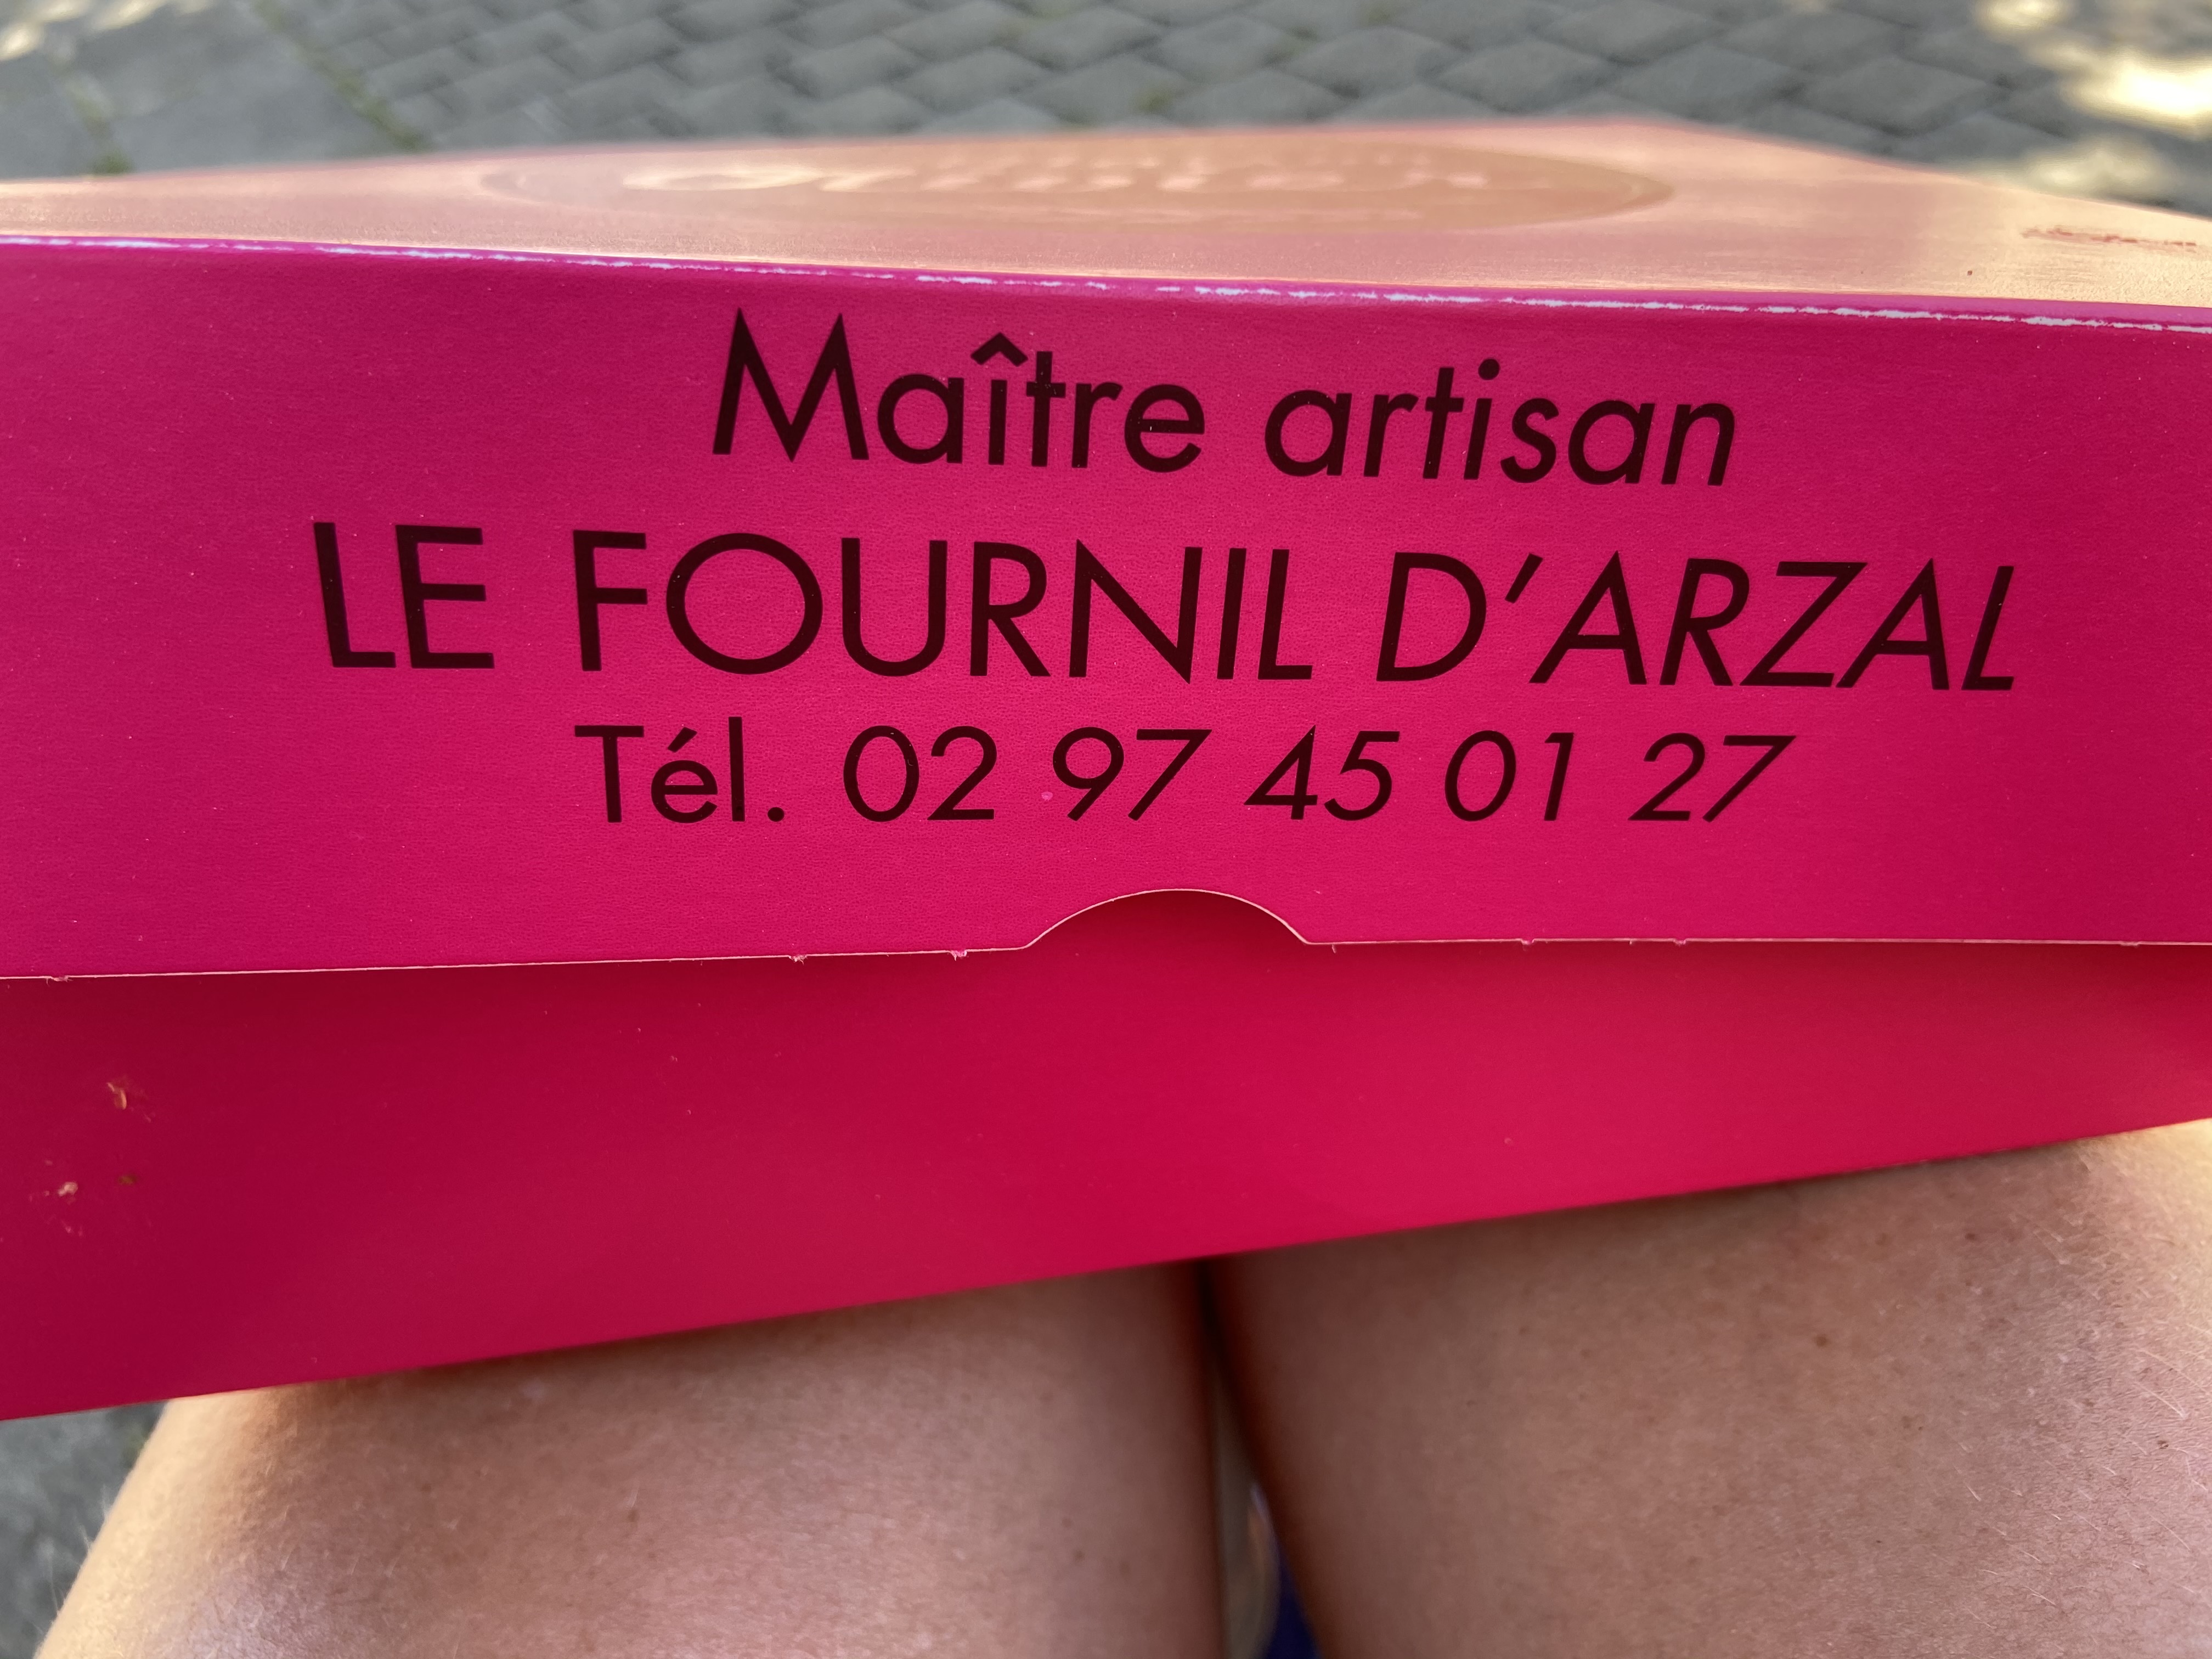 Maître artisan
LE FOURNIL D'ARZAL
Tél. 02 97 45 01 27